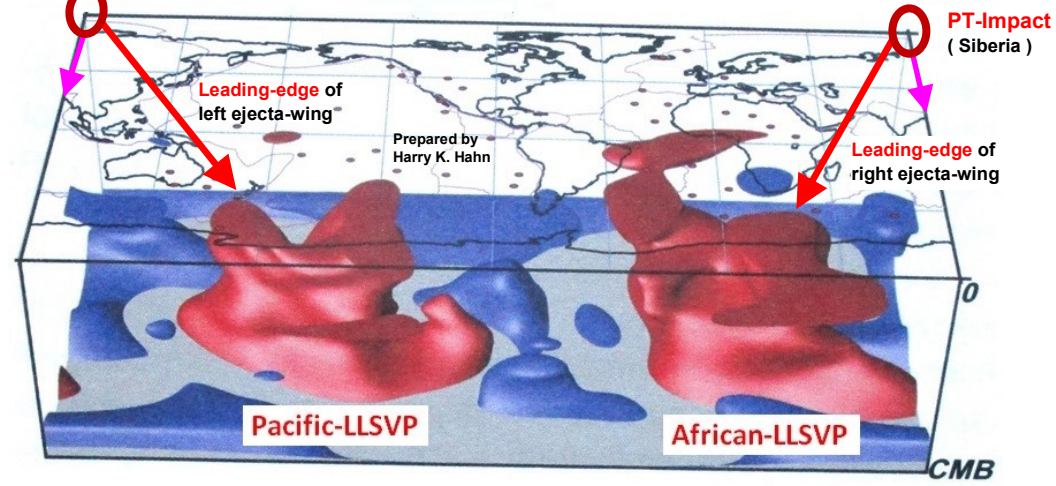 PT-Impact
( Siberia )
Leading-edge of
left ejecta-wing
Prepared by
Harry K. Hahn
Leading-edge of
right ejecta-wing
0
Pacific-LLSVP
African-LLSVP
CMB